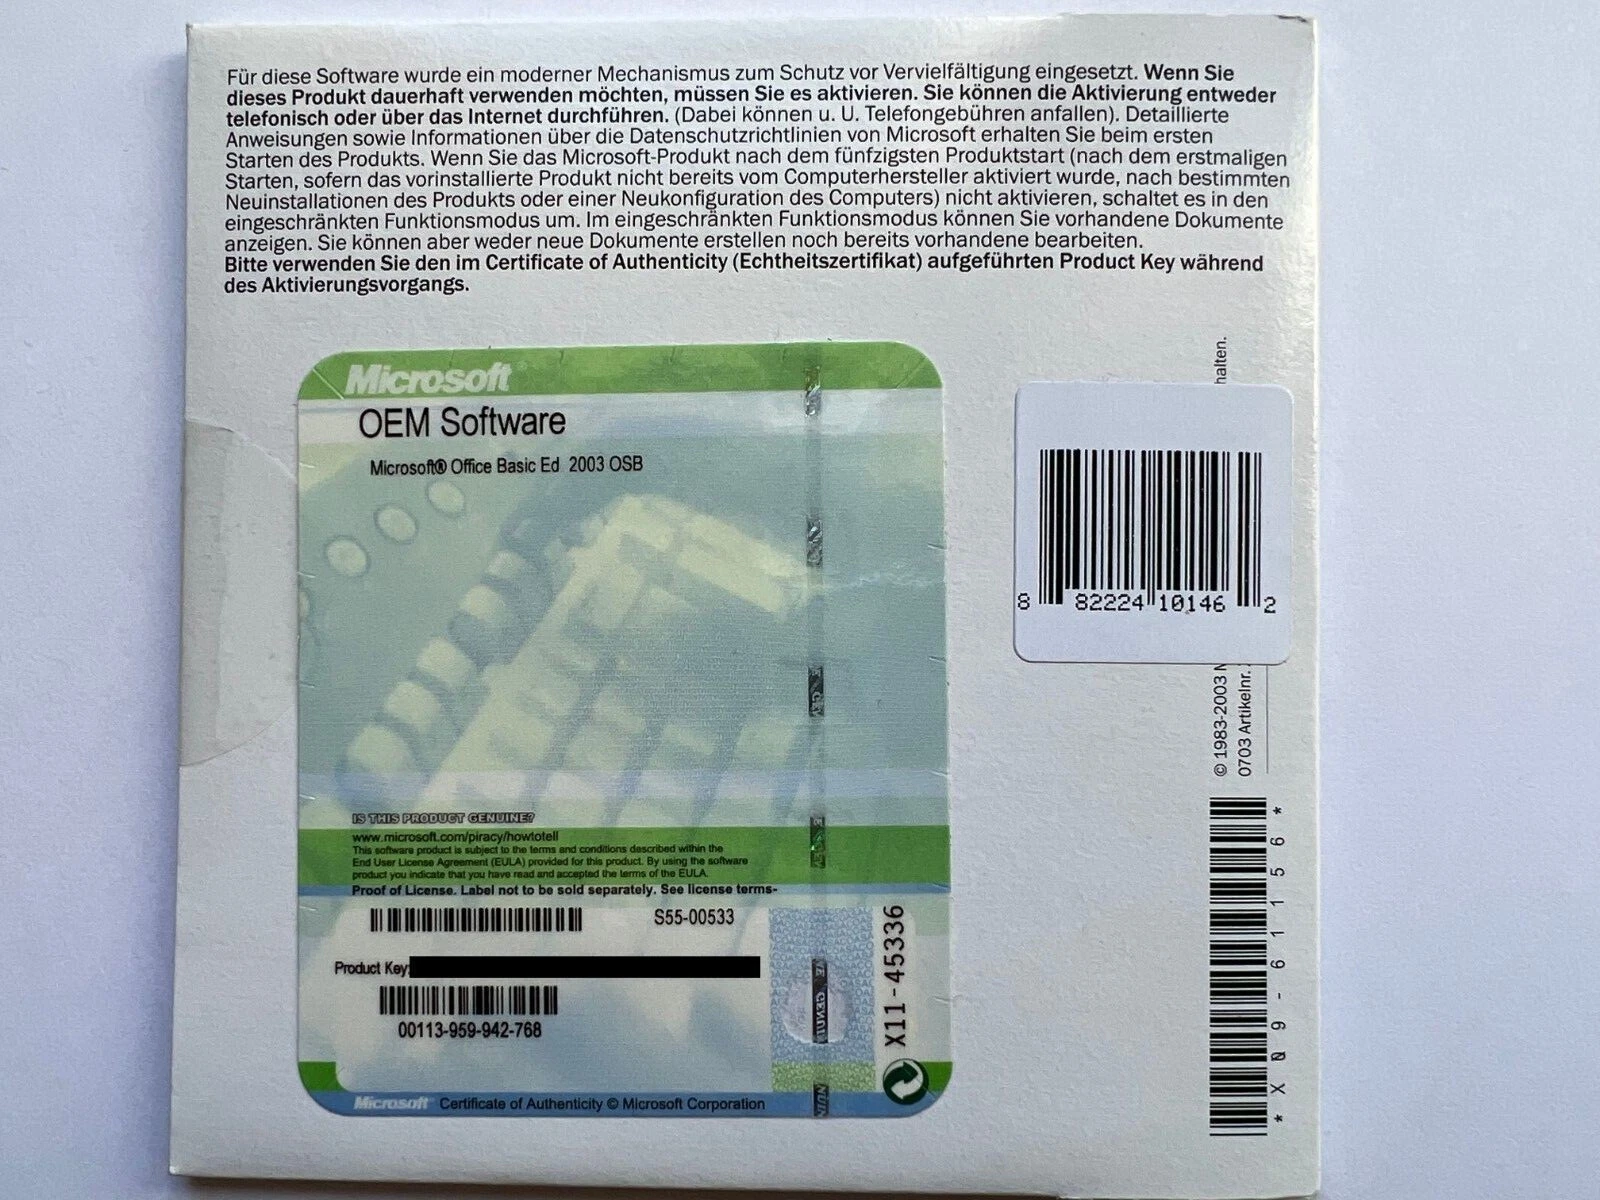 Für diese Software wurde ein moderner Mechanismus zum Schutz vor Vervielfältigung eingesetzt. Wenn Sie
dieses Produkt dauerhaft verwenden möchten, müssen Sie es aktivieren. Sie können die Aktivierung entweder
telefonisch oder über das Internet durchführen. (Dabei können u. U. Telefongebühren anfallen). Detaillierte
Anweisungen sowie Informationen über die Datenschutzrichtlinien von Microsoft erhalten Sie beim ersten
Starten des Produkts. Wenn Sie das Microsoft-Produkt nach dem fünfzigsten Produktstart (nach dem erstmaligen
Starten, sofern das vorinstallierte Produkt nicht bereits vom Computerhersteller aktiviert wurde, nach bestimmten
Neuinstallationen des Produkts oder einer Neukonfiguration des Computers) nicht aktivieren, schaltet es in den
eingeschränkten Funktionsmodus um. Im eingeschränkten Funktionsmodus können Sie vorhandene Dokumente
anzeigen. Sie können aber weder neue Dokumente erstellen noch bereits vorhandene bearbeiten.
Bitte verwenden Sie den im Certificate of Authenticity (Echtheitszertifikat) aufgeführten Product Key während
des Aktivierungsvorgangs.
Microsoft
OEM Software
Microsoft® Office Basic Ed 2003 OSB
IS THIS PRODUCT GENUINE?
www.microsoft.com/piracy/howtotell
This software product is subject to the terms and conditions described within the
End User License Agreement (EULA) provided for this product. By using the software
product you indicate that you have read and accepted the terms of the EULA.
Proof of License. Label not to be sold separately. See license terms-
S55-00533
Product Key:
00113-959-942-768
X11-45336
Microsoft Certificate of Authenticity © Microsoft Corporation
8 82224 10146 2
halten.
© 1983-2003 M
0703 Artikelnr.
* X09-61156 *